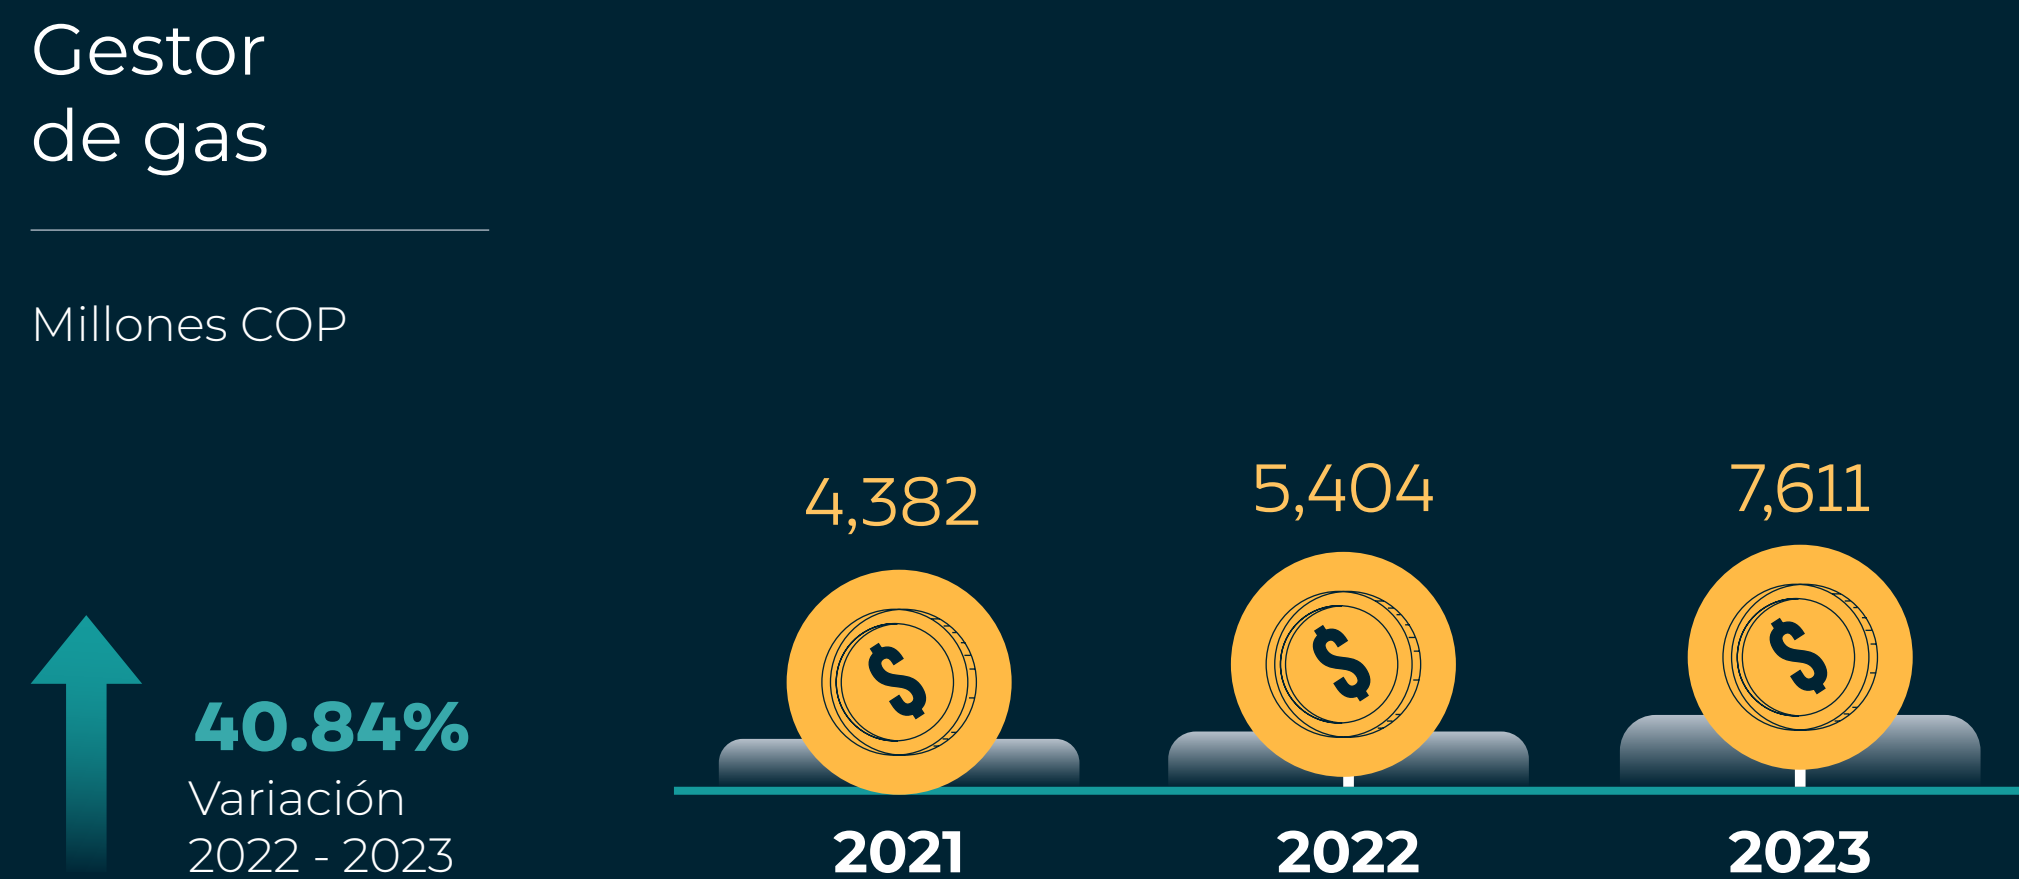 Gestor
de gas
Millones COP
4,382
5,404
7,611
$
$
$
40.84%
Variación
2022 - 2023
2021
2022
2023